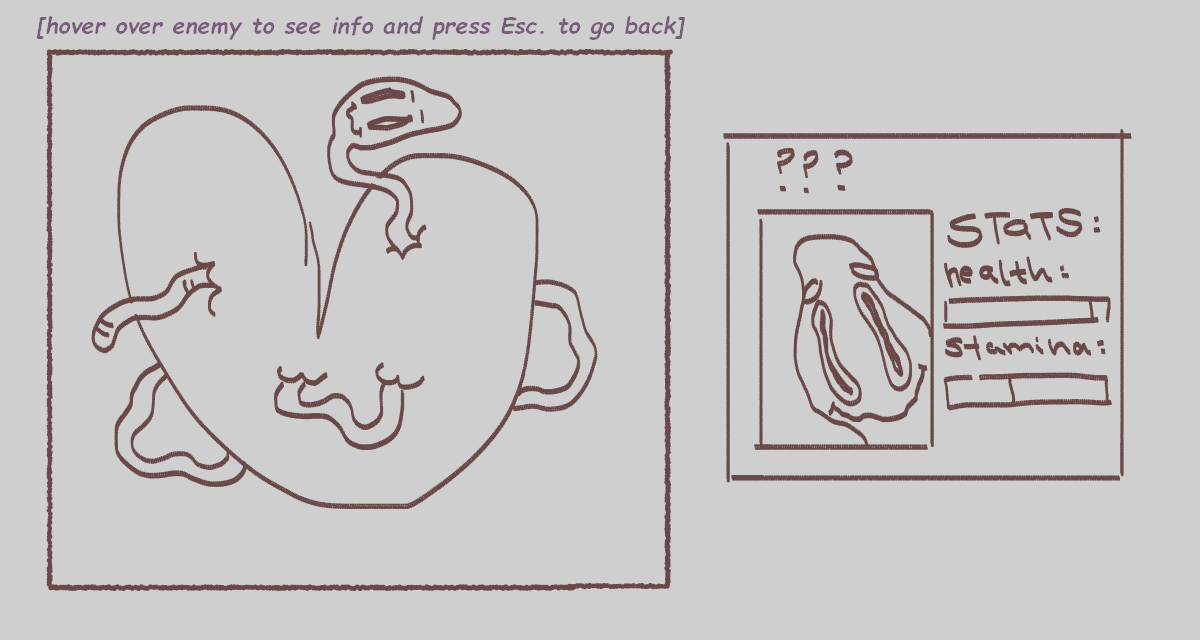 [hover over enemy to see info and press Esc. to go back]
???
STaTS:
health:
stamina: